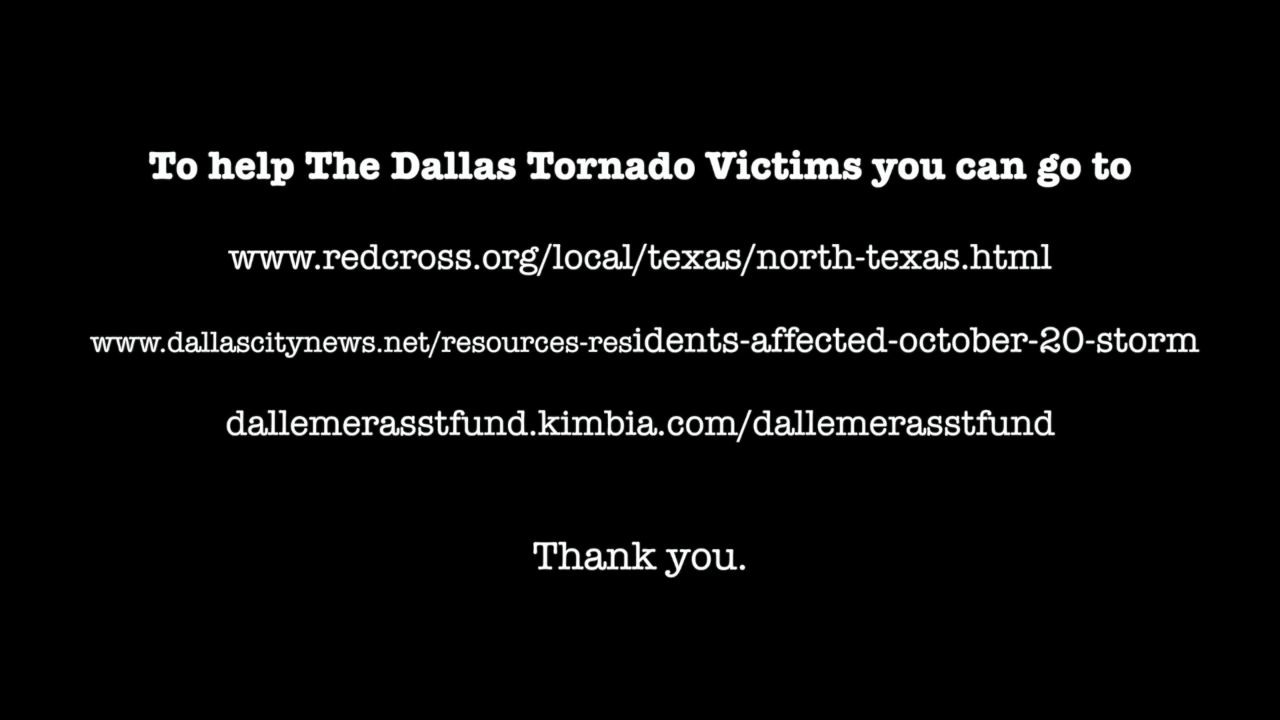 To help The Dallas Tornado Victims you can go to
www.redcross.org/local/texas/north-texas.html
www.dallascitynews.net/resources-residents-affected-october-20-storm
dallemerasstfund.kimbia.com/dallemerasstfund
Thank you.